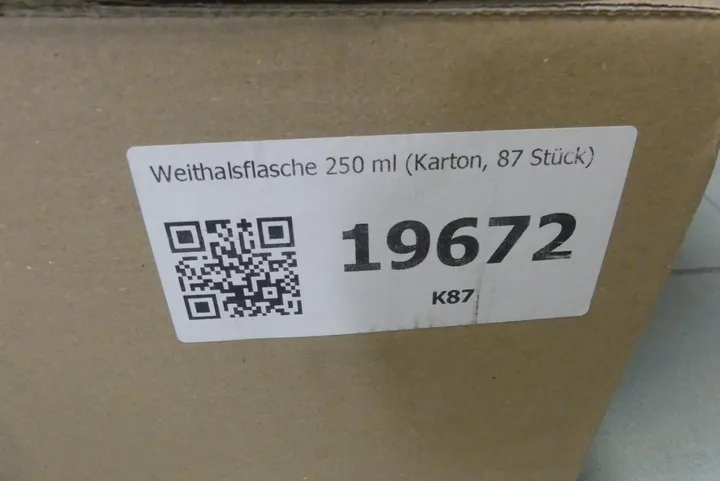 Weithalsflasche 250 ml (Karton, 87 Stück)
19672
K87